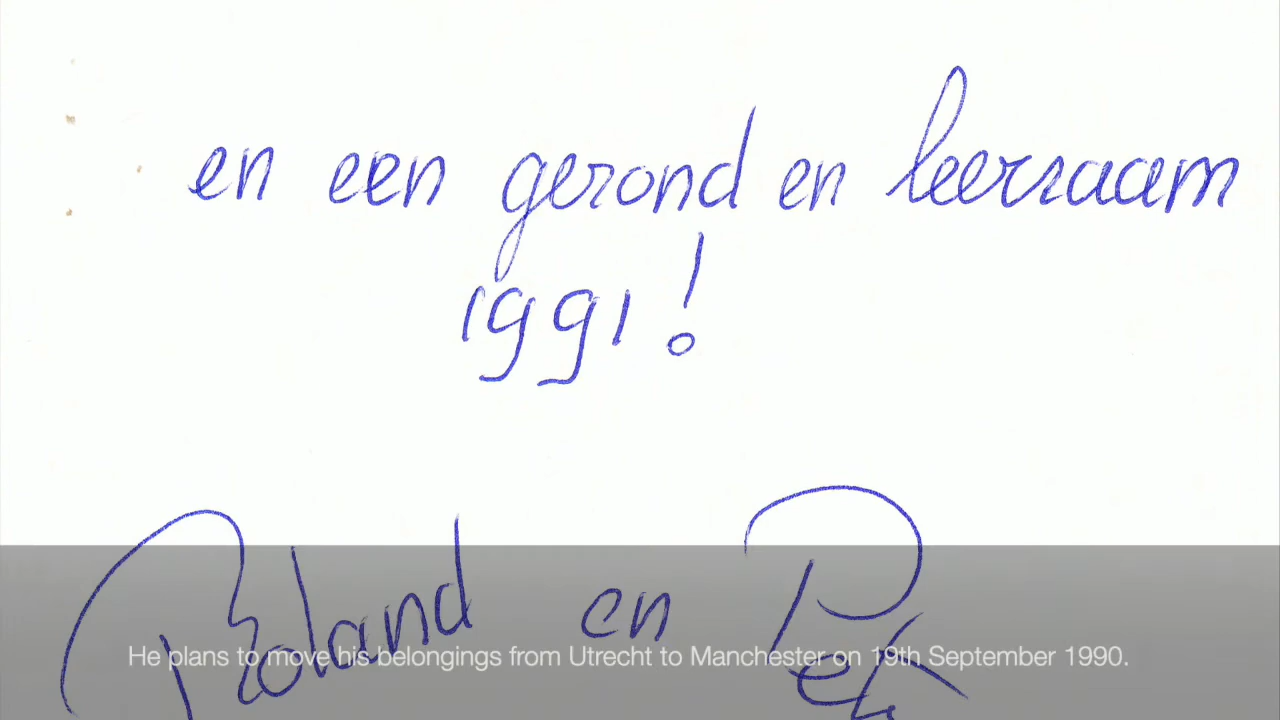 en een gezond en leerzaam
1991!
Roland en
He plans to move his belongings from Utrecht to Manchester on 19th September 1990.